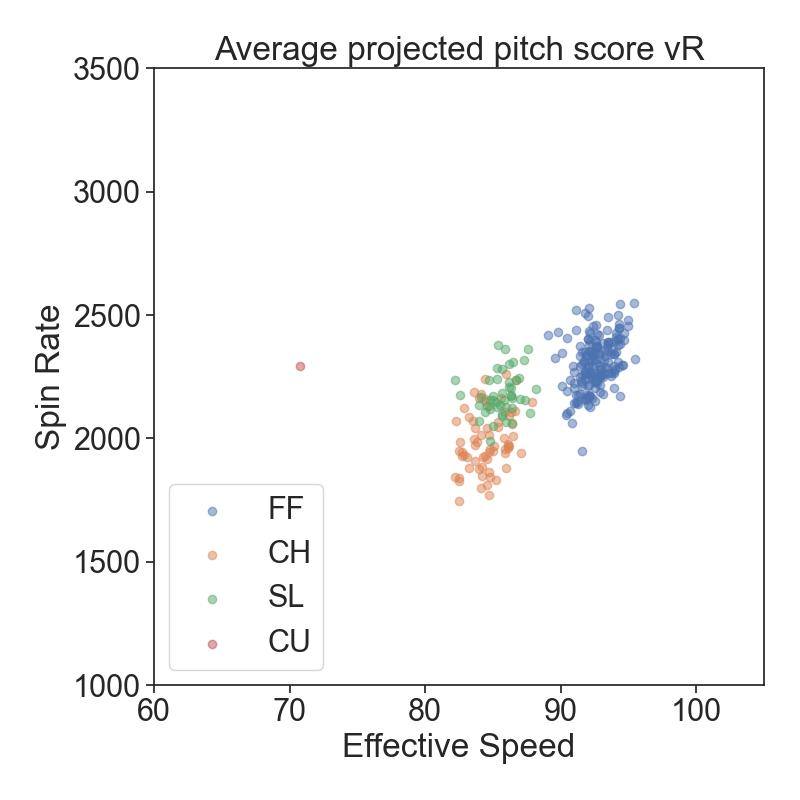 Average projected pitch score vR
3500
3000
2500
2000
1500
1000
Spin Rate
FF
CH
SL
CU
60 70 80 90 100
Effective Speed